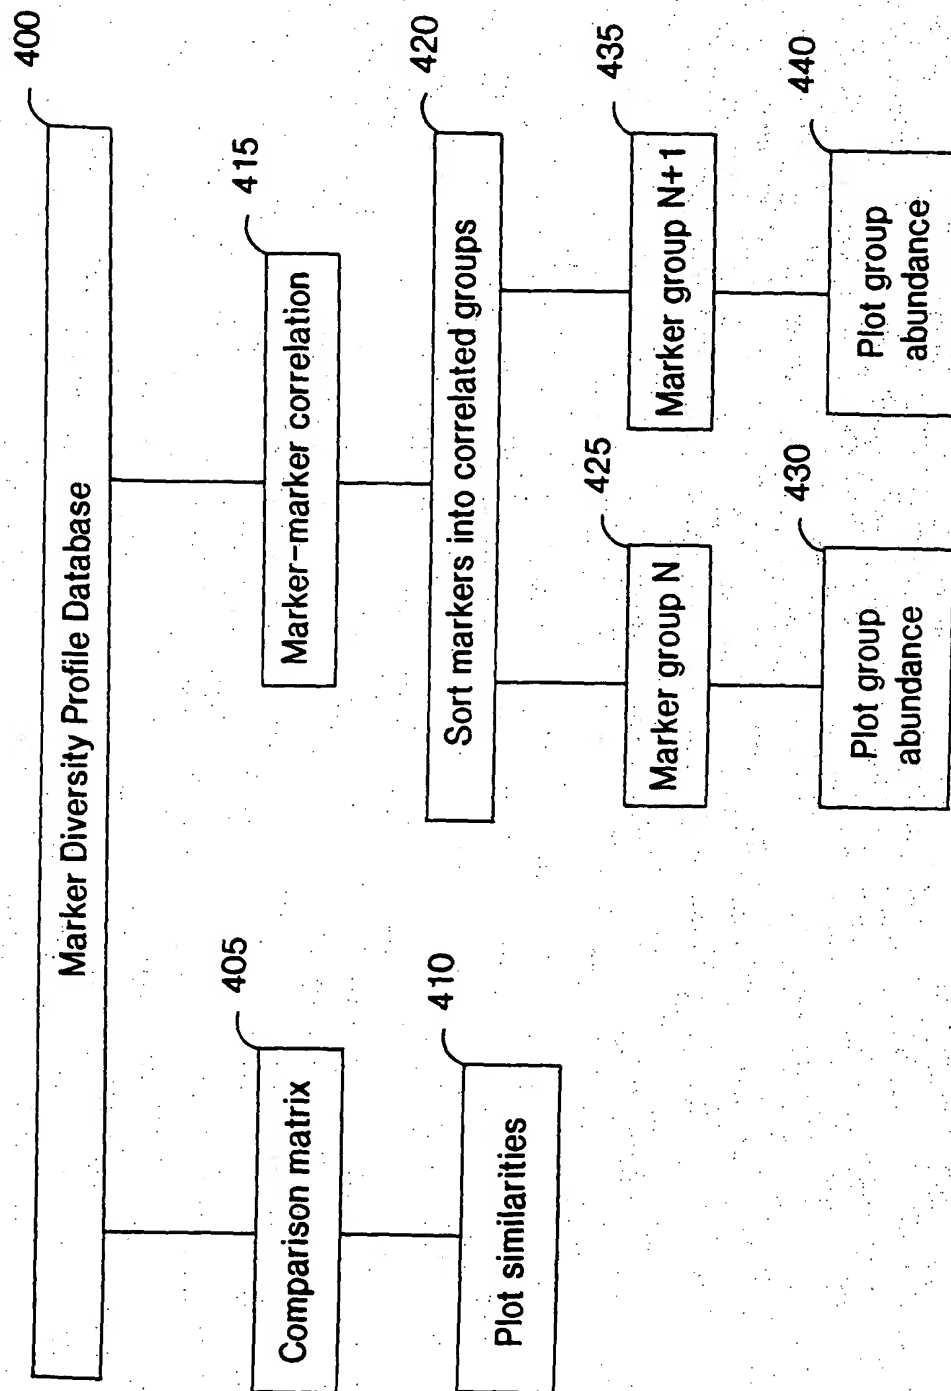 400
Marker Diversity Profile Database
405
Comparison matrix
410
Plot similarities
415
Marker-marker correlation
420
Sort markers into correlated groups
425
Marker group N
430
Plot group
abundance
435
Marker group N+1
440
Plot group
abundance